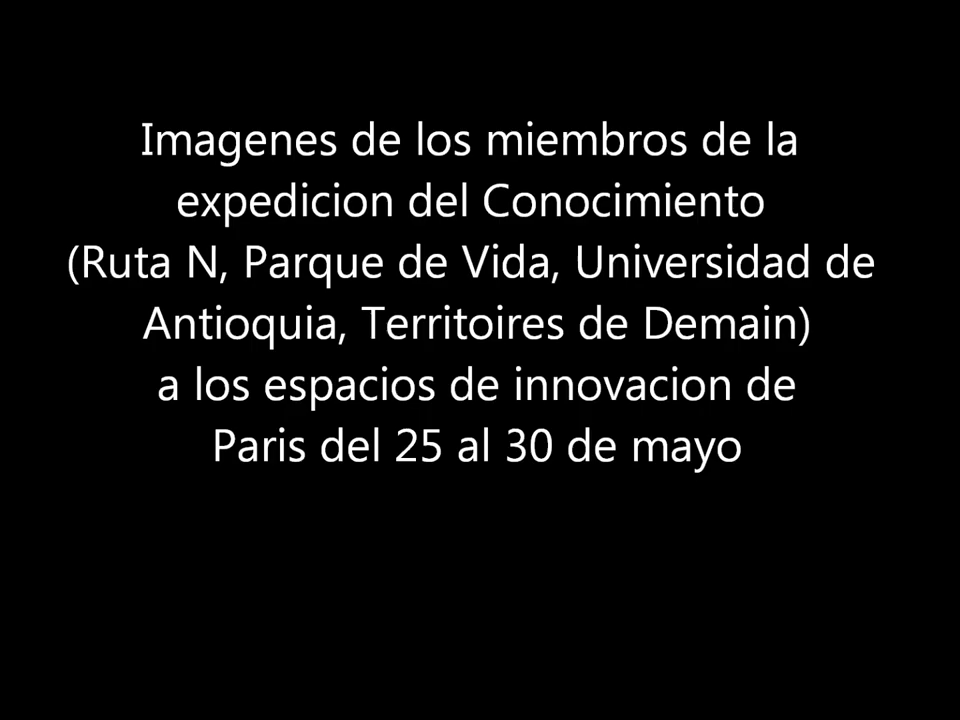 Imagenes de los miembros de la
expedicion del Conocimiento
(Ruta N, Parque de Vida, Universidad de
Antioquia, Territoires de Demain)
a los espacios de innovacion de
Paris del 25 al 30 de mayo